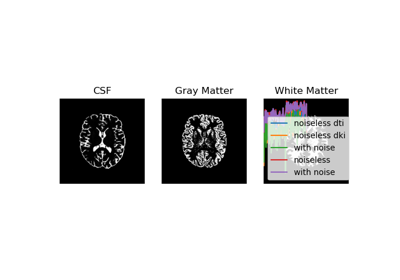 CSF
Gray Matter
White Matter
noiseless dti
noiseless dki
with noise
noiseless
with noise